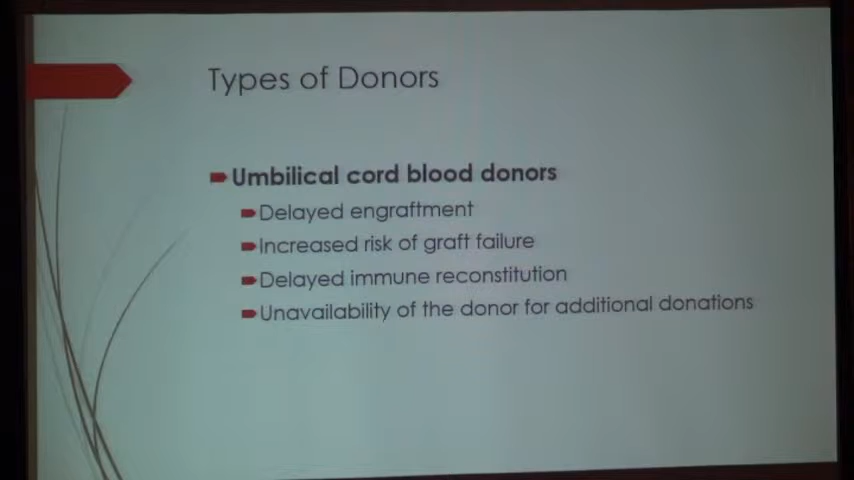 Types of Donors
Umbilical cord blood donors
Delayed engraftment
Increased risk of graft failure
Delayed immune reconstitution
Unavailability of the donor for additional donations